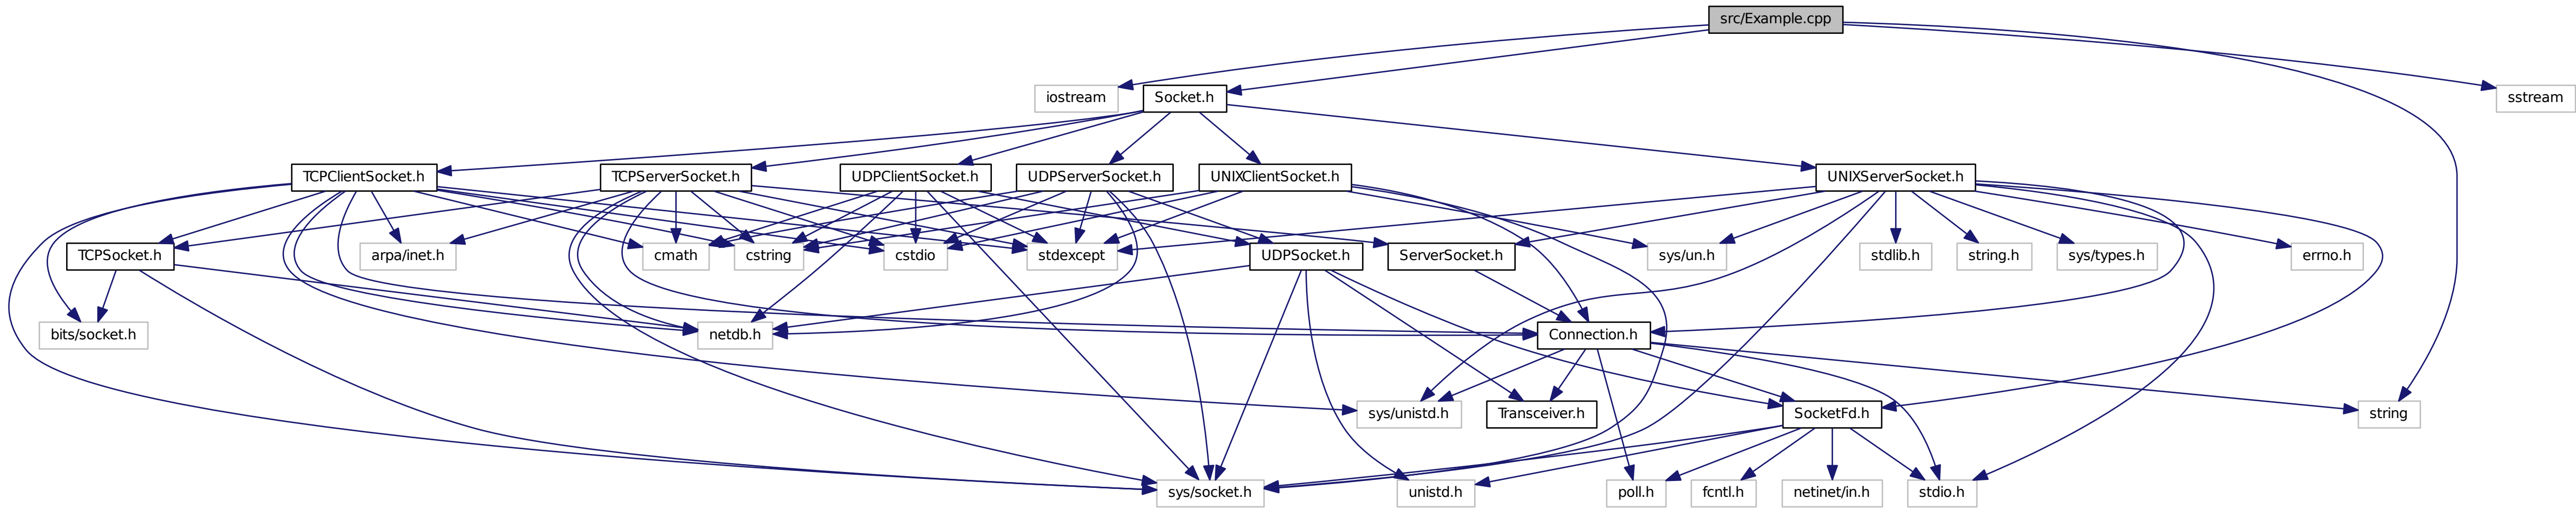 src/Example.cpp
iostream
Socket.h
sstream
TCPClientSocket.h
TCPServerSocket.h
UDPClientSocket.h
UDPServerSocket.h
UNIXClientSocket.h
UNIXServerSocket.h
TCPSocket.h
arpa/inet.h
cmath
cstring
cstdio
stdexcept
UDPSocket.h
ServerSocket.h
sys/un.h
stdlib.h
string.h
sys/types.h
errno.h
bits/socket.h
netdb.h
Connection.h
sys/unistd.h
Transceiver.h
SocketFd.h
string
sys/socket.h
unistd.h
poll.h
fcntl.h
netinet/in.h
stdio.h